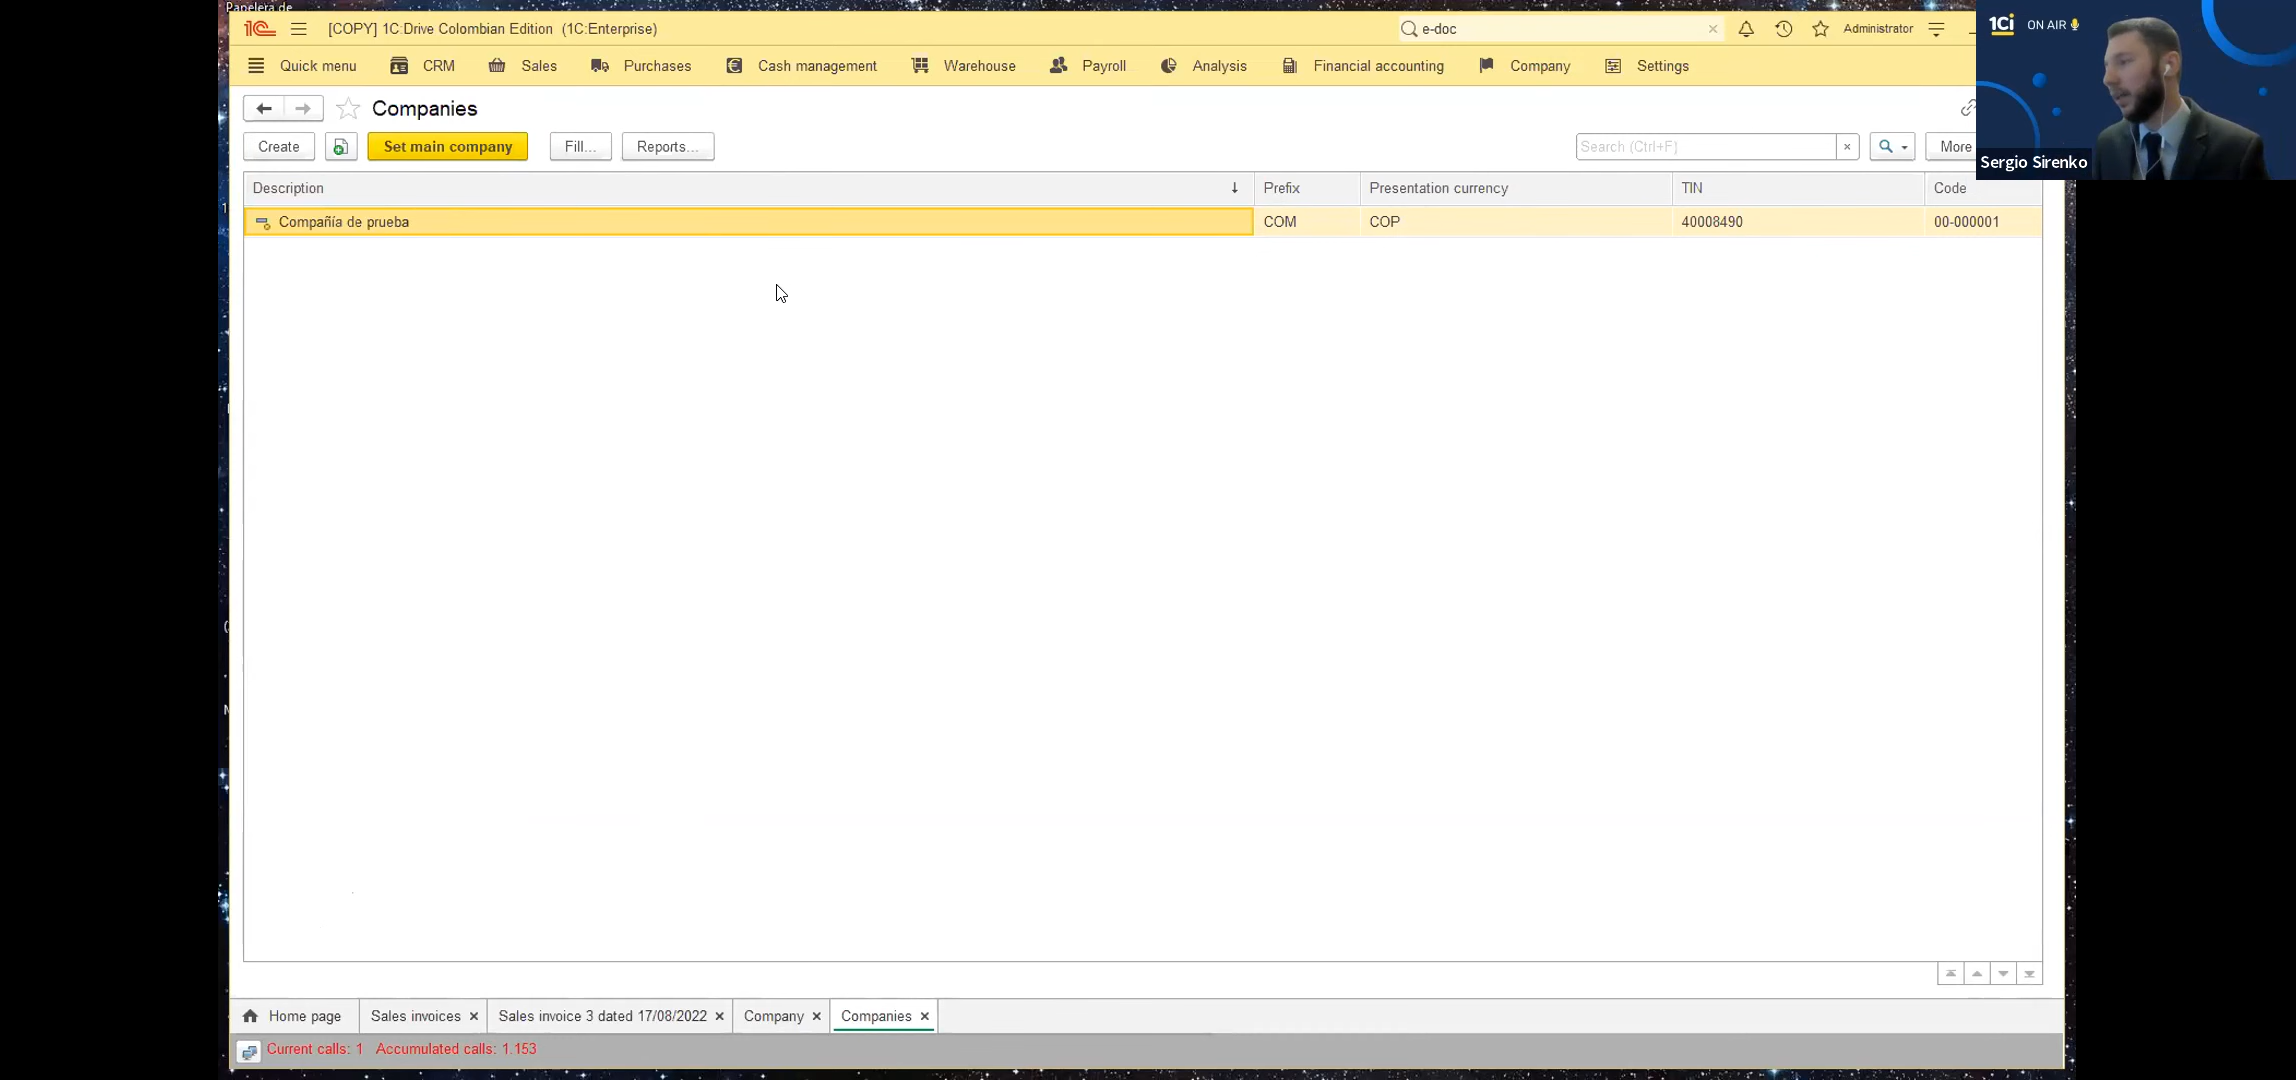 Papelera de
[COPY] 1C:Drive Colombian Edition (1C:Enterprise)
e-doc
Administrator
1Ci ON AIR
Quick menu CRM Sales Purchases Cash management Warehouse Payroll Analysis Financial accounting Company Settings
Companies
Create Set main company Fill... Reports... Search (Ctrl+F) × More
Sergio Sirenko
Description Prefix Presentation currency TIN Code
Compañía de prueba COM COP 40008490 00-000001
Home page Sales invoices × Sales invoice 3 dated 17/08/2022 × Company × Companies ×
Current calls: 1 Accumulated calls: 1.153